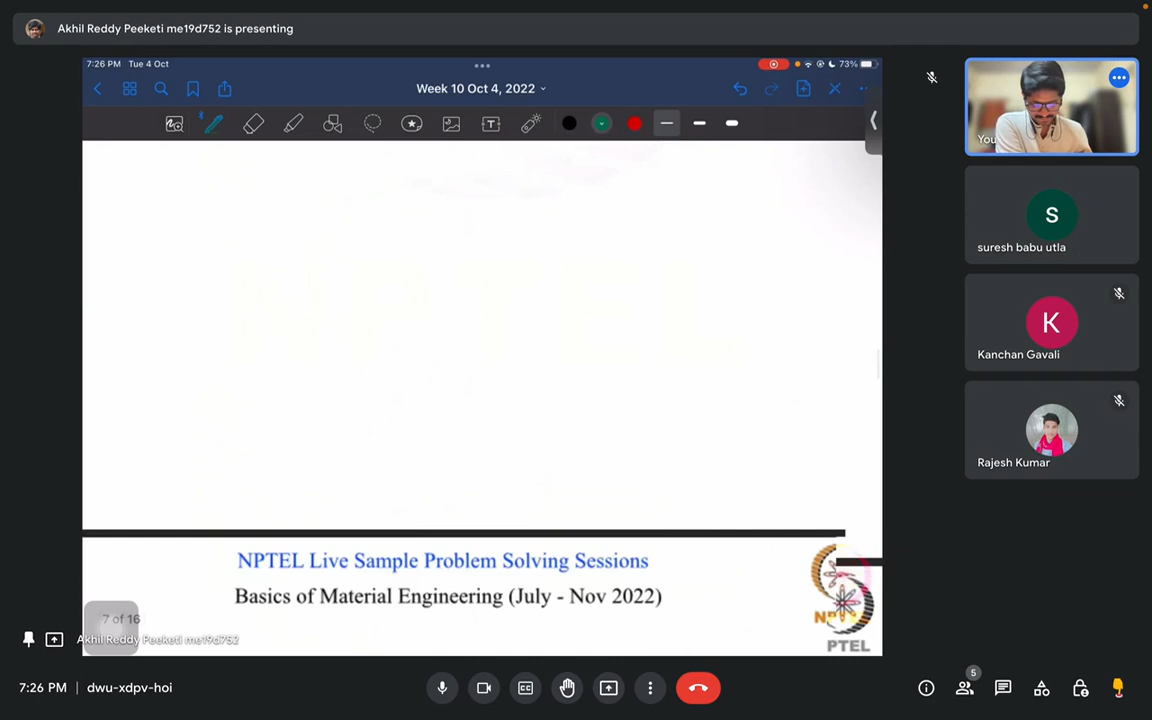 Akhil Reddy Peeketi me19d752 is presenting
7:26 PM Tue 4 Oct
73%
Week 10 Oct 4, 2022
T
You
S
suresh babu utla
K
Kanchan Gavali
Rajesh Kumar
NPTEL Live Sample Problem Solving Sessions
Basics of Material Engineering (July - Nov 2022)
7 of 16
PTEL
Akhil Reddy Peeketi me19d752
7:26 PM | dwu-xdpv-hoi
CC
5